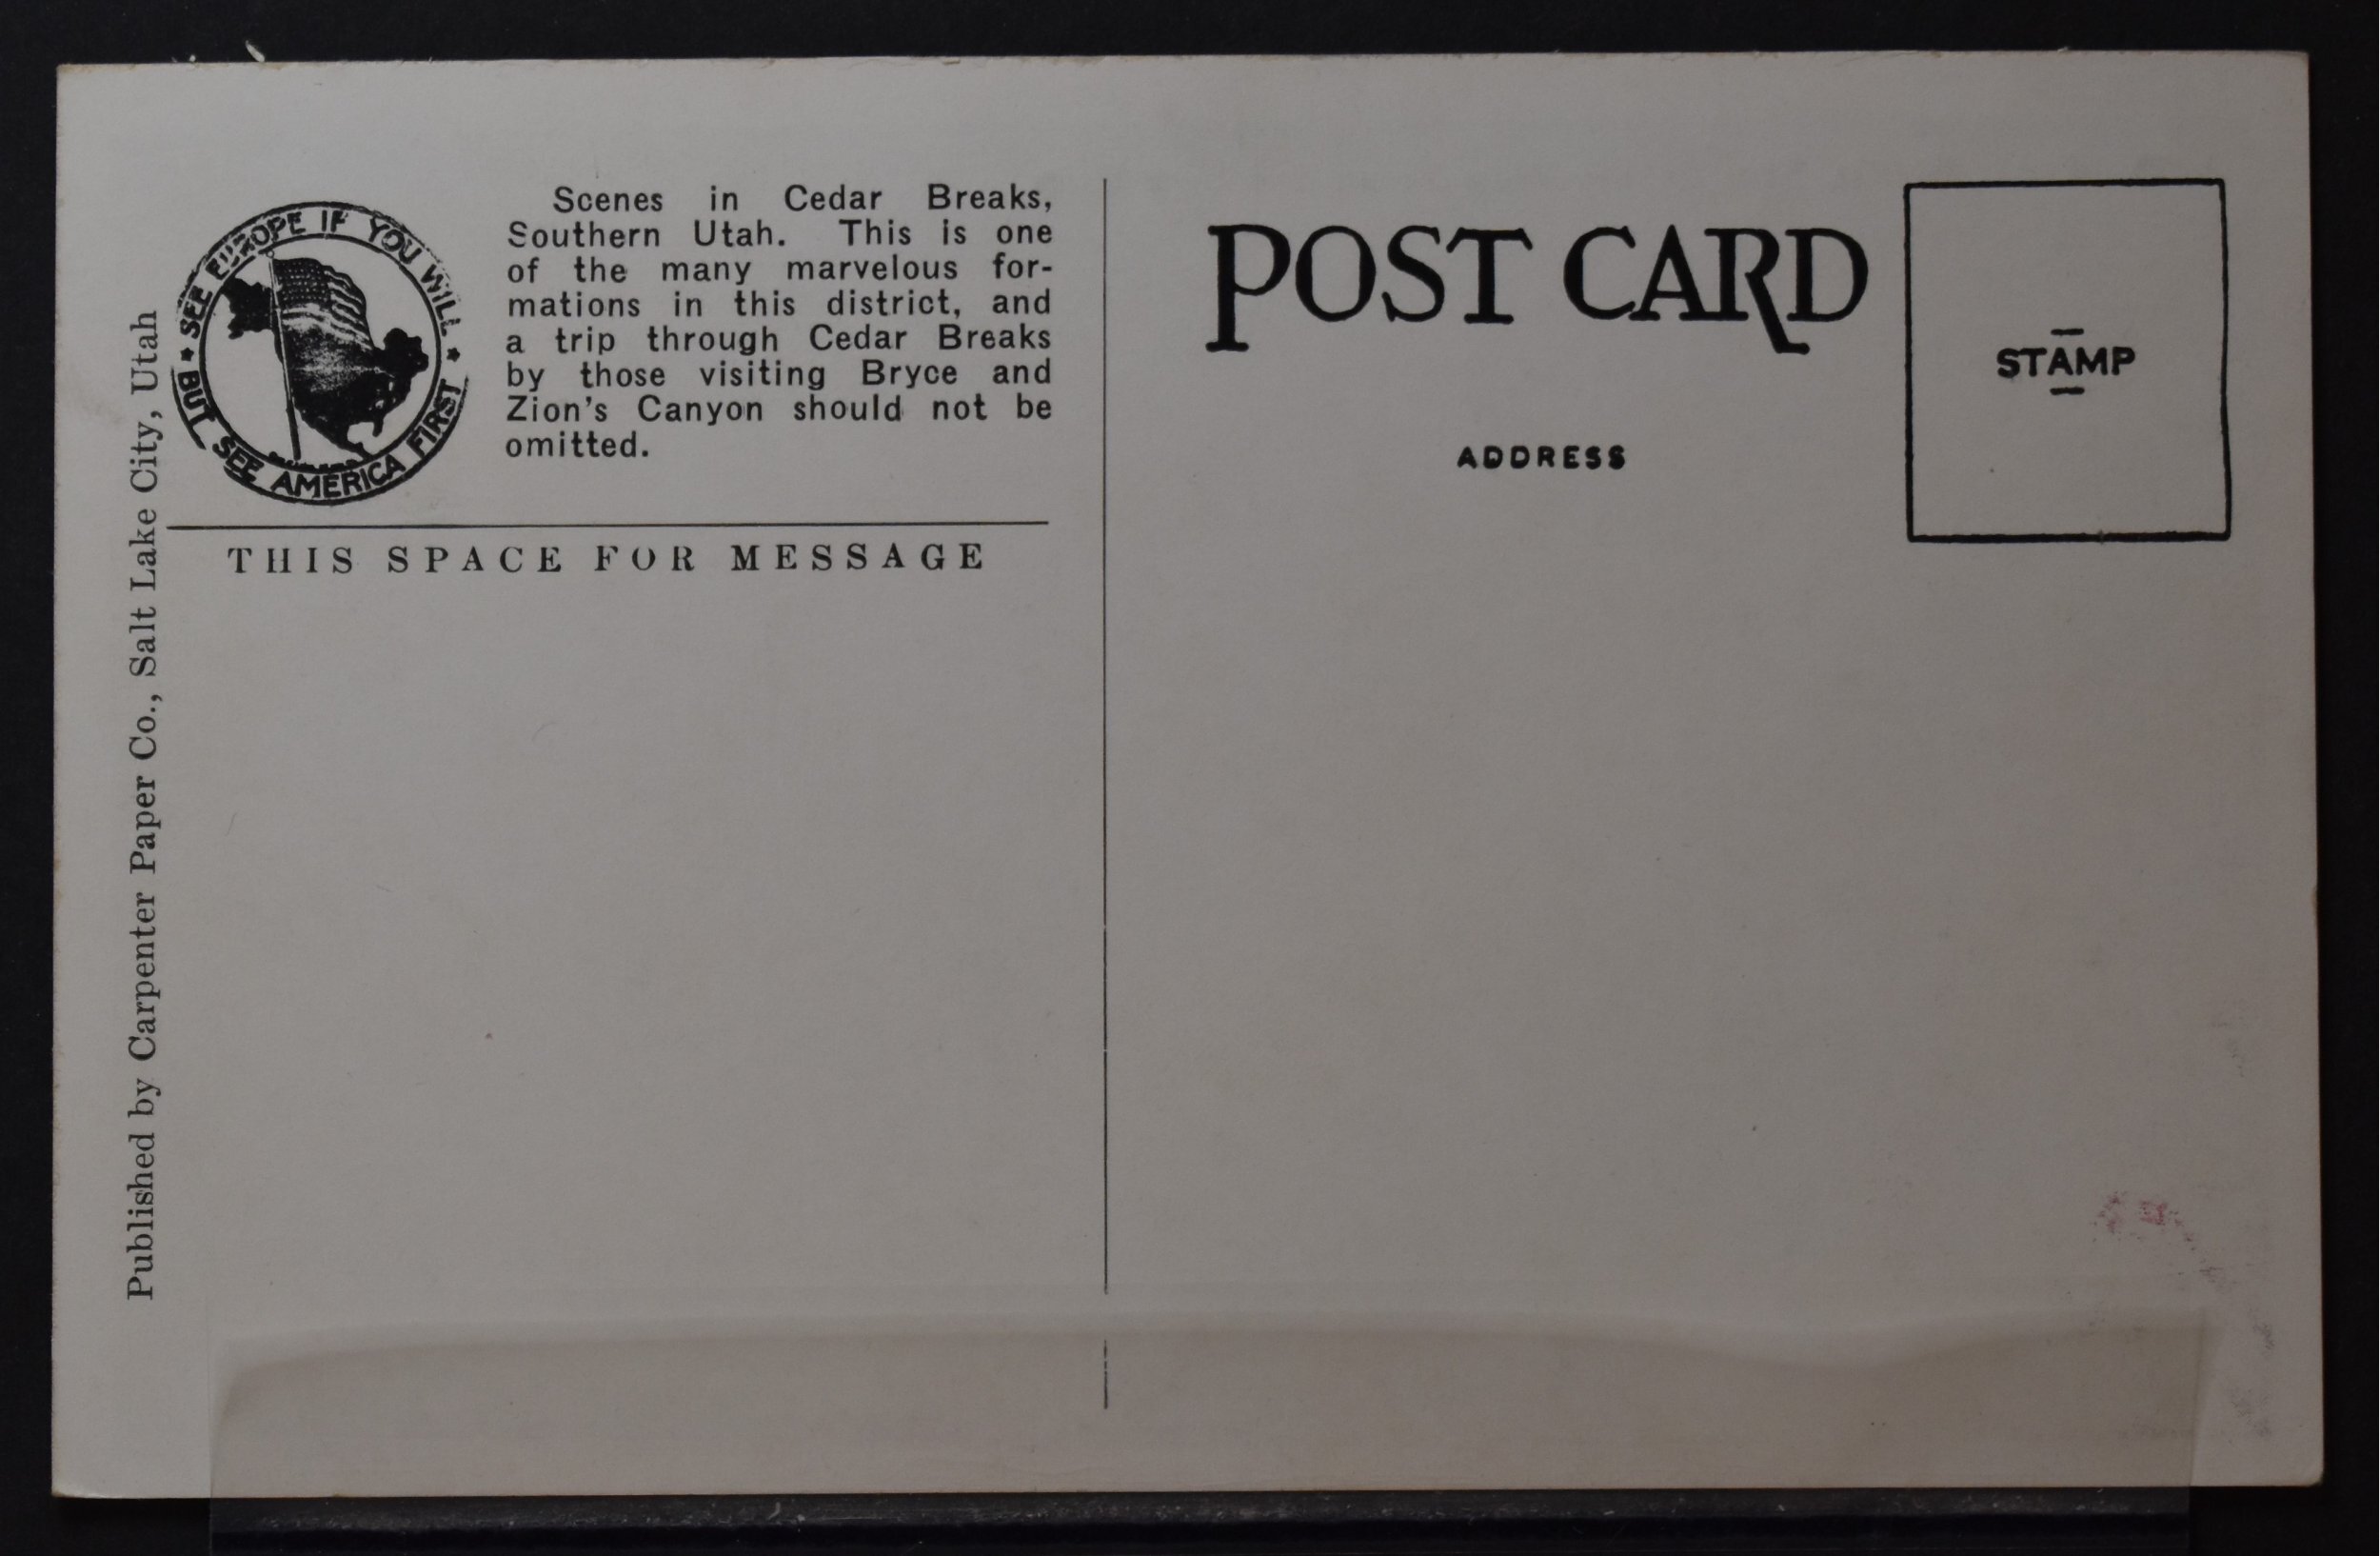 Published by Carpenter Paper Co., Salt Lake City, Utah
★ SEE EUROPE IF YOU WILL ★
BUT SEE AMERICA FIRST
Scenes in Cedar Breaks,
Southern Utah. This is one
of the many marvelous for-
mations in this district, and
a trip through Cedar Breaks
by those visiting Bryce and
Zion's Canyon should not be
omitted.
THIS SPACE FOR MESSAGE
POST CARD
ADDRESS
STAMP